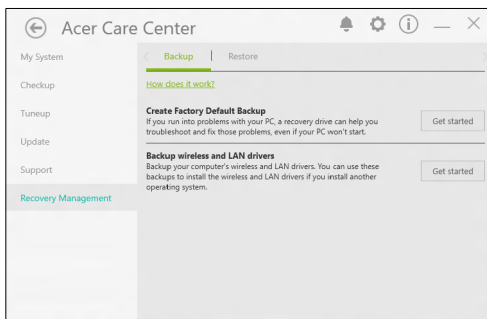 Acer Care Center
My System
Checkup
Tuneup
Update
Support
Recovery Management
Backup
Restore
How does it work?
Create Factory Default Backup
If you run into problems with your PC, a recovery drive can help you
troubleshoot and fix those problems, even if your PC won't start.
Get started
Backup wireless and LAN drivers
Backup your computer's wireless and LAN drivers. You can use these
backups to install the wireless and LAN drivers if you install another
operating system.
Get started